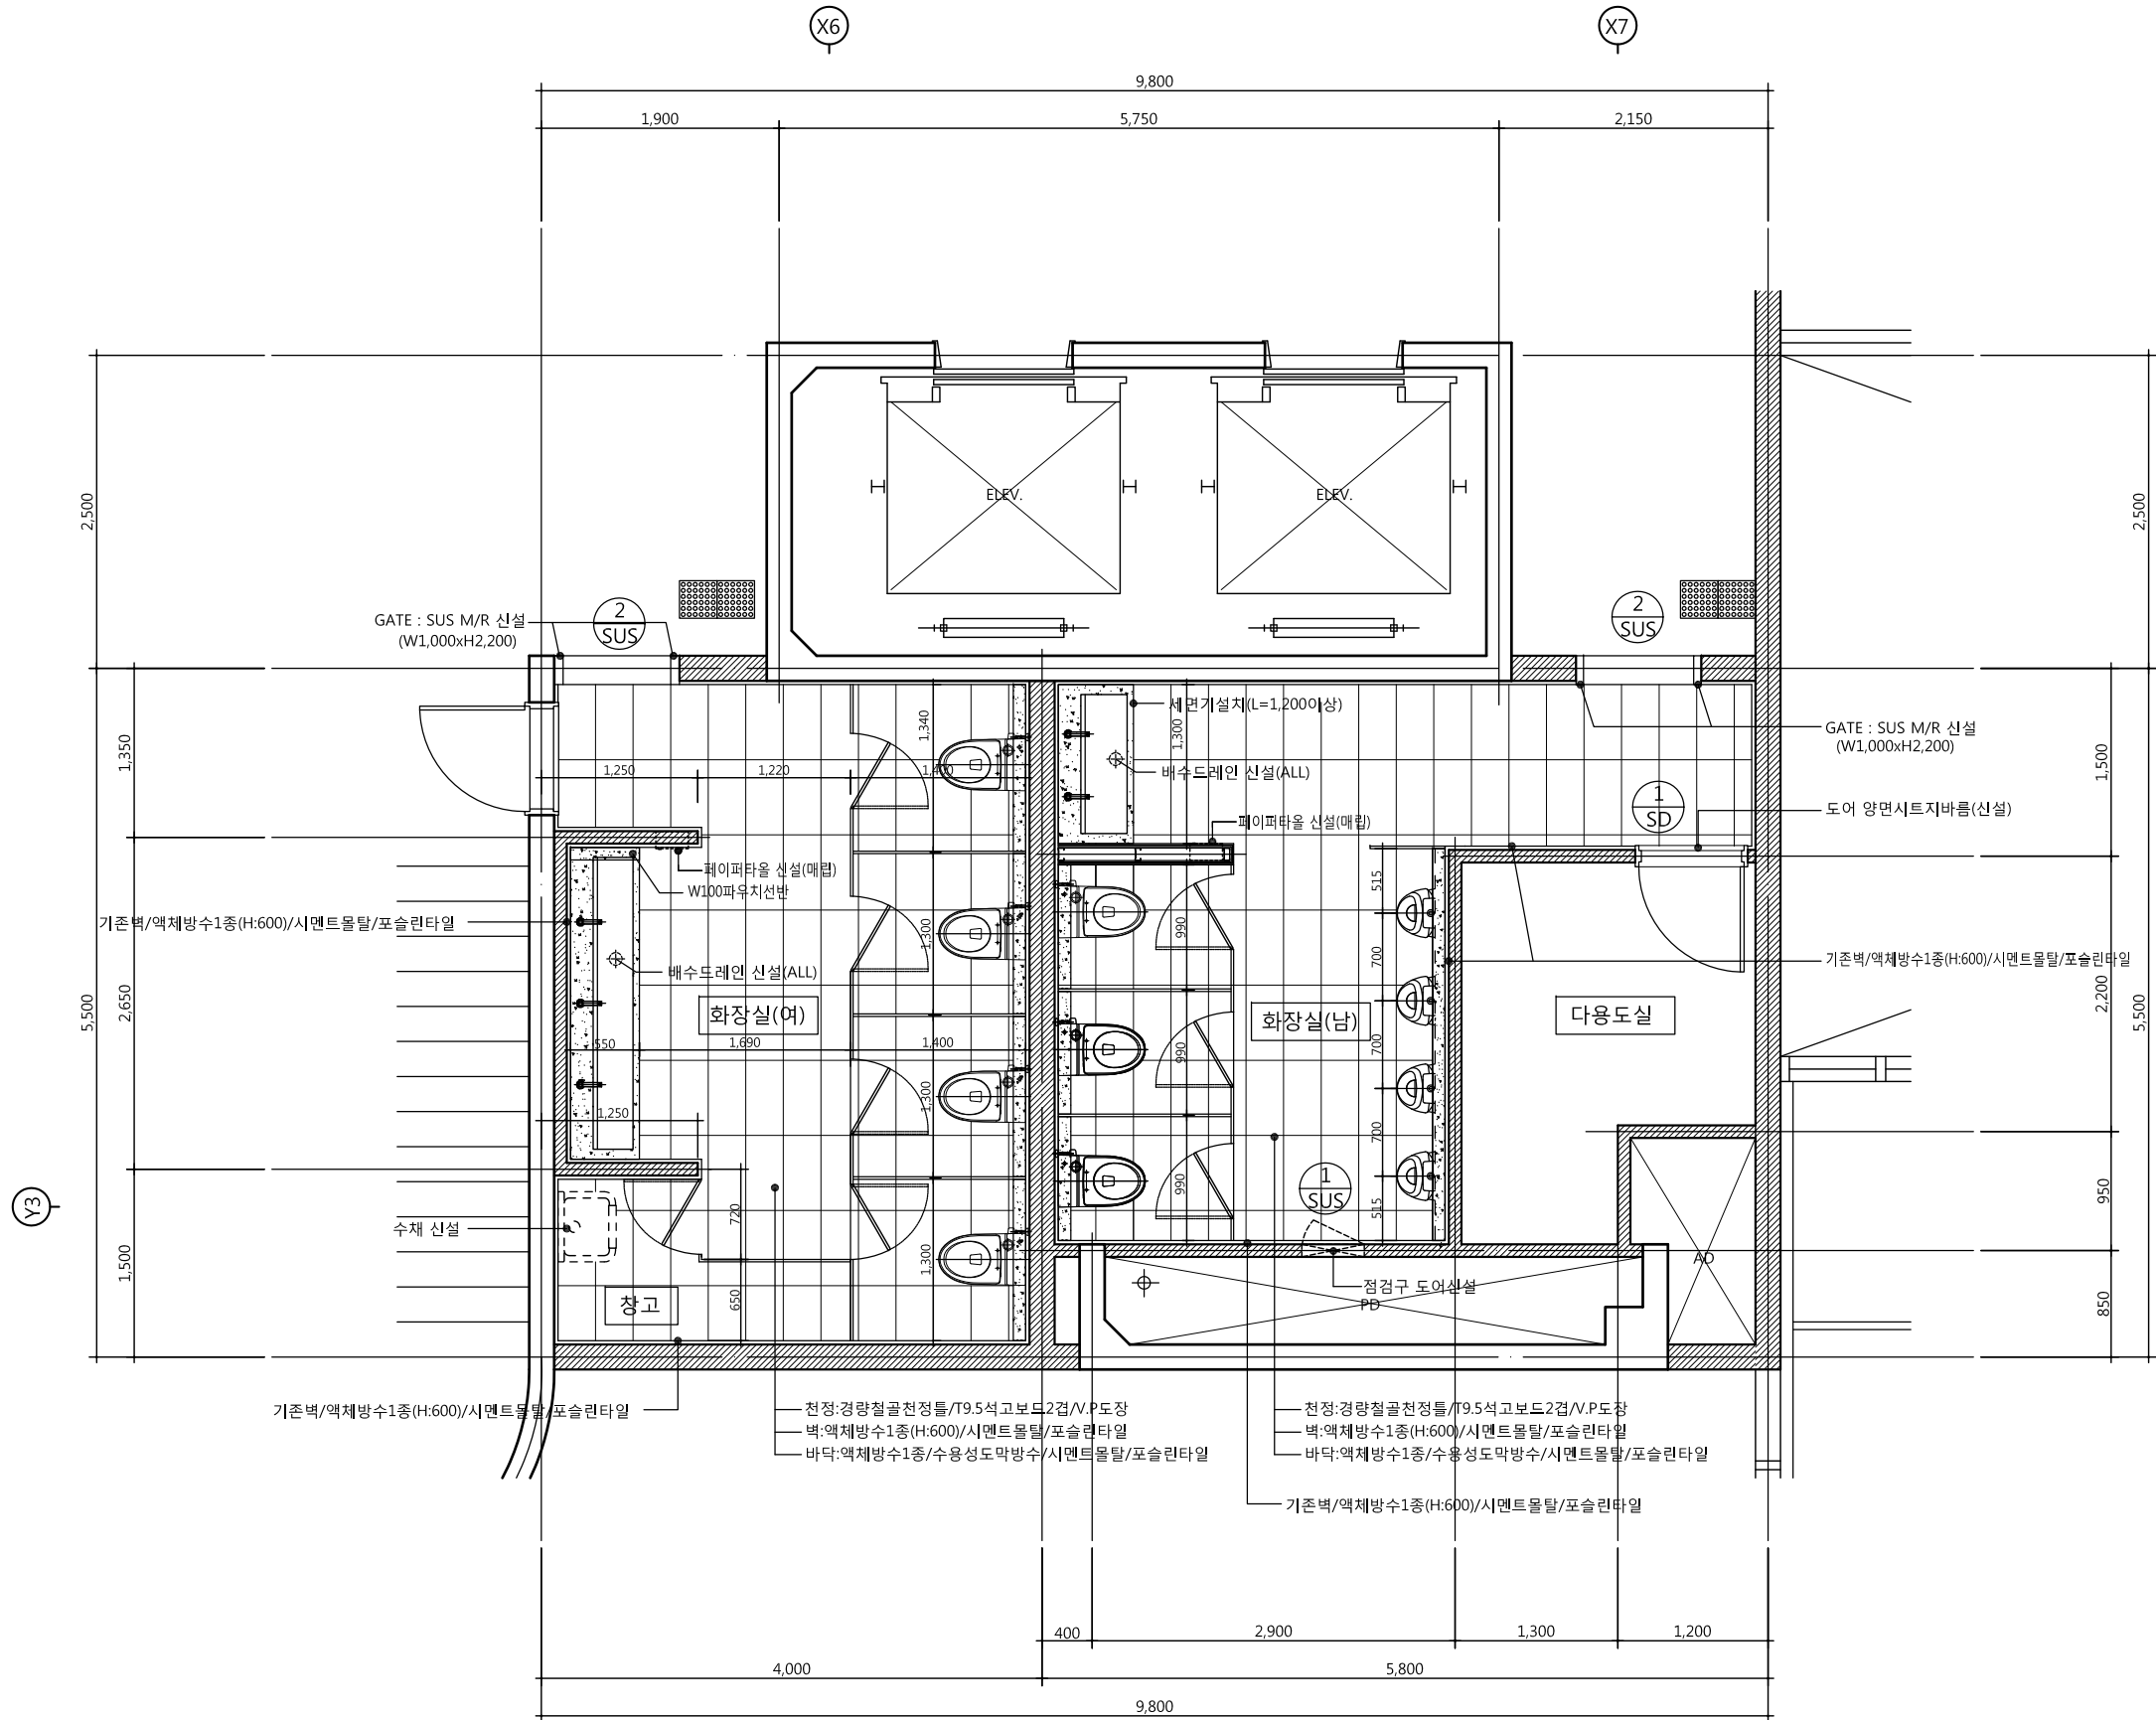 X6
X7
9,800
1,900
5,750
2,150
2,500
2,500
ELEV.
ELEV.
GATE : SUS M/R 신설
(W1,000xH2,200)
2
SUS
2
SUS
세면기설치(L=1,200이상)
GATE : SUS M/R 신설
(W1,000xH2,200)
1,340
1,300
1,350
1,500
1,250
1,220
1,400
배수드레인 신설(ALL)
1
SD
도어 양면시트지바름(신설)
페이퍼타올 신설(매립)
페이퍼타올 신설(매립)
W100파우치선반
515
기존벽/액체방수1종(H:600)/시멘트몰탈/포슬린타일
1,300
990
700
기존벽/액체방수1종(H:600)/시멘트몰탈/포슬린타일
배수드레인 신설(ALL)
5,500
2,650
화장실(여)
화장실(남)
다용도실
2,200
5,500
550
1,690
1,400
990
700
1,300
1,250
700
Y3
수채 신설
720
990
1
SUS
515
950
1,500
1,300
창고
650
점검구 도어신설
PD
AD
850
기존벽/액체방수1종(H:600)/시멘트몰탈/포슬린타일
천정:경량철골천정틀/T9.5석고보드2겹/V.P도장
벽:액체방수1종(H:600)/시멘트몰탈/포슬린타일
바닥:액체방수1종/수용성도막방수/시멘트몰탈/포슬린타일
천정:경량철골천정틀/T9.5석고보드2겹/V.P도장
벽:액체방수1종(H:600)/시멘트몰탈/포슬린타일
바닥:액체방수1종/수용성도막방수/시멘트몰탈/포슬린타일
기존벽/액체방수1종(H:600)/시멘트몰탈/포슬린타일
400
2,900
1,300
1,200
4,000
5,800
9,800